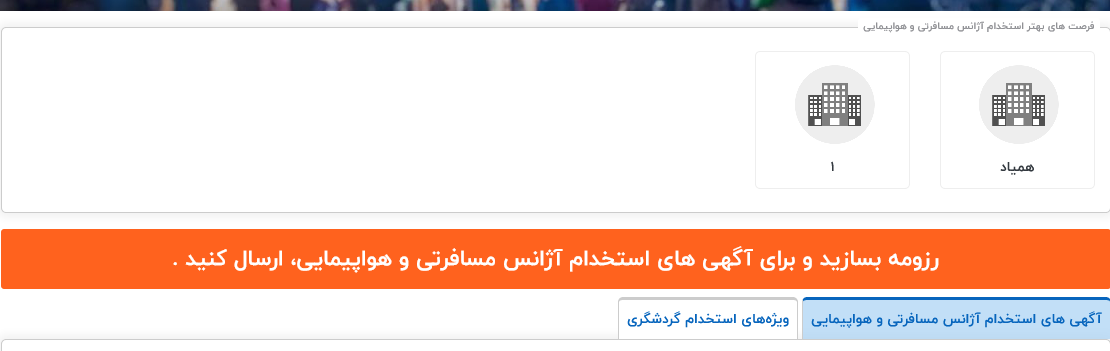 فرصت های بهتر استخدام آژانس مسافرتی و هواپیمایی
همیاد
۱
رزومه بسازید و برای آگهی های استخدام آژانس مسافرتی و هواپیمایی، ارسال کنید .
آگهی های استخدام آژانس مسافرتی و هواپیمایی
ویژه‌های استخدام گردشگری